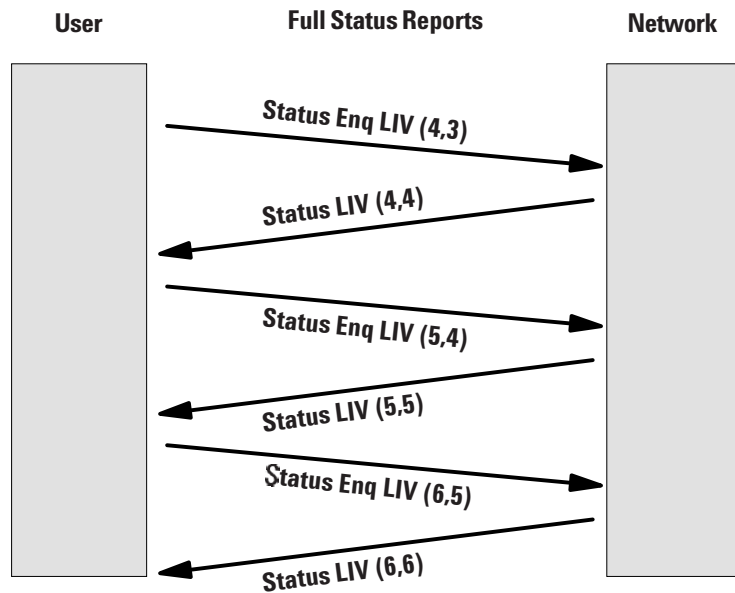 User
Full Status Reports
Network
Status Enq LIV (4,3)
Status LIV (4,4)
Status Enq LIV (5,4)
Status LIV (5,5)
Status Enq LIV (6,5)
Status LIV (6,6)